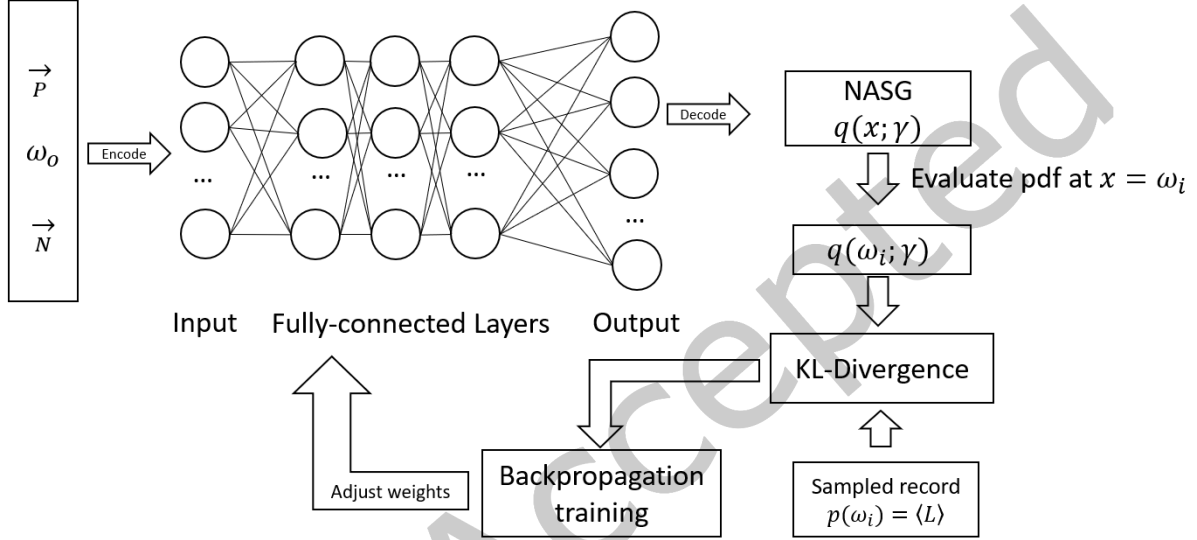 P
ω_o
N
Encode
...
...
...
...
...
Input
Fully-connected Layers
Output
Decode
NASG
q(x; γ)
Evaluate pdf at x = ω_i
q(ω_i; γ)
KL-Divergence
Sampled record
p(ω_i) = ⟨L⟩
Backpropagation
training
Adjust weights
Accepted